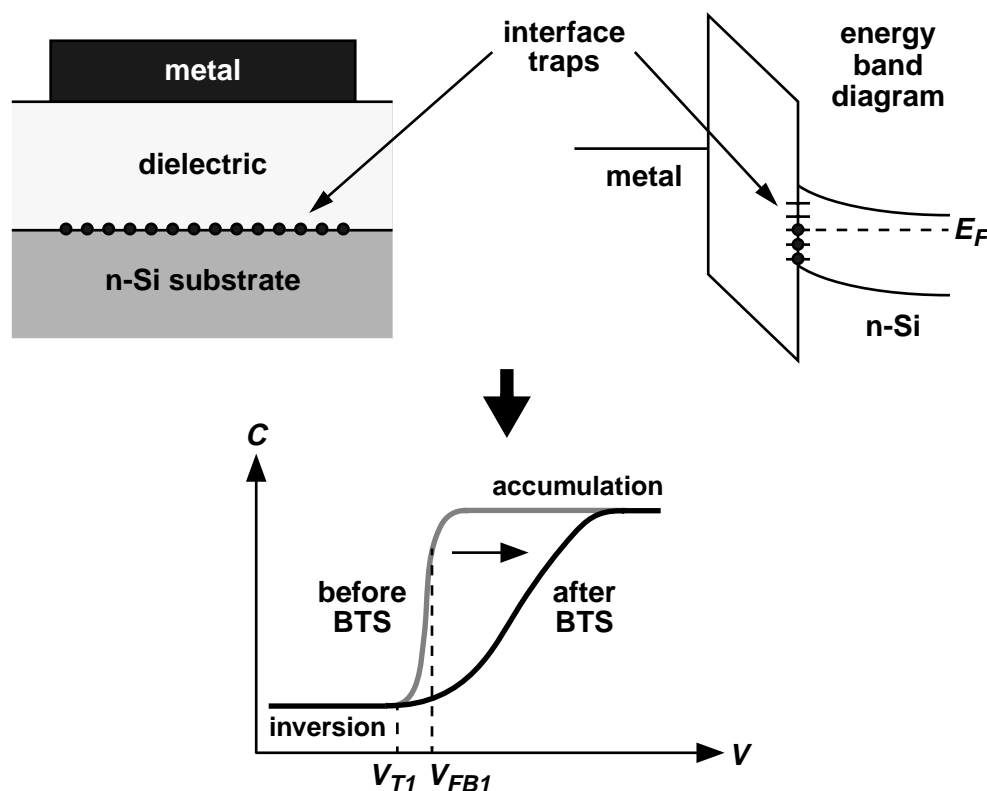 metal
dielectric
n-Si substrate
interface
traps
energy
band
diagram
metal
E_F
n-Si
C
accumulation
before
BTS
after
BTS
inversion
V_T1
V_FB1
V